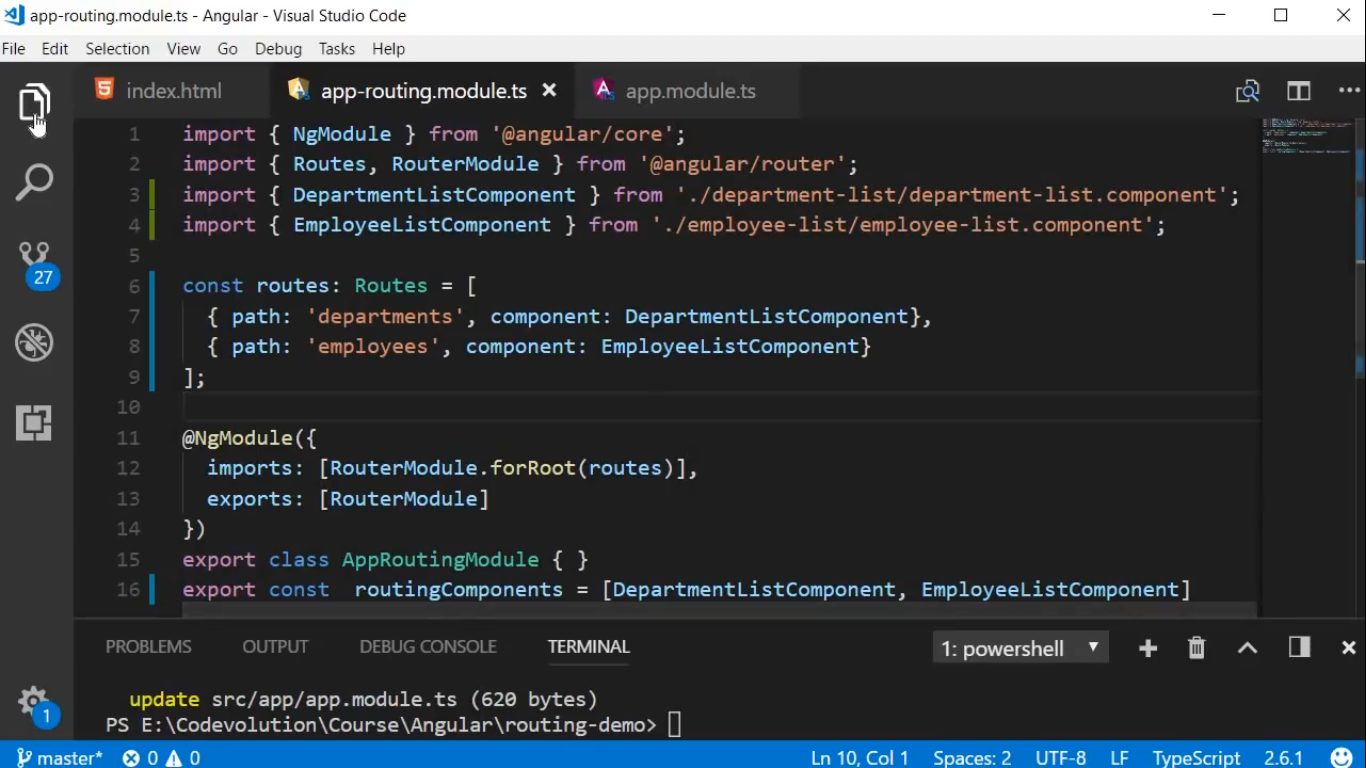 app-routing.module.ts - Angular - Visual Studio Code
File Edit Selection View Go Debug Tasks Help
index.html app-routing.module.ts app.module.ts
1 import { NgModule } from '@angular/core';
2 import { Routes, RouterModule } from '@angular/router';
3 import { DepartmentListComponent } from './department-list/department-list.component';
4 import { EmployeeListComponent } from './employee-list/employee-list.component';
5
6 const routes: Routes = [
7 { path: 'departments', component: DepartmentListComponent},
8 { path: 'employees', component: EmployeeListComponent}
9 ];
10
11 @NgModule({
12 imports: [RouterModule.forRoot(routes)],
13 exports: [RouterModule]
14 })
15 export class AppRoutingModule { }
16 export const routingComponents = [DepartmentListComponent, EmployeeListComponent]
27
1
PROBLEMS OUTPUT DEBUG CONSOLE TERMINAL 1: powershell
update src/app/app.module.ts (620 bytes)
PS E:\Codevolution\Course\Angular\routing-demo>
master* 0 0 Ln 10, Col 1 Spaces: 2 UTF-8 LF TypeScript 2.6.1